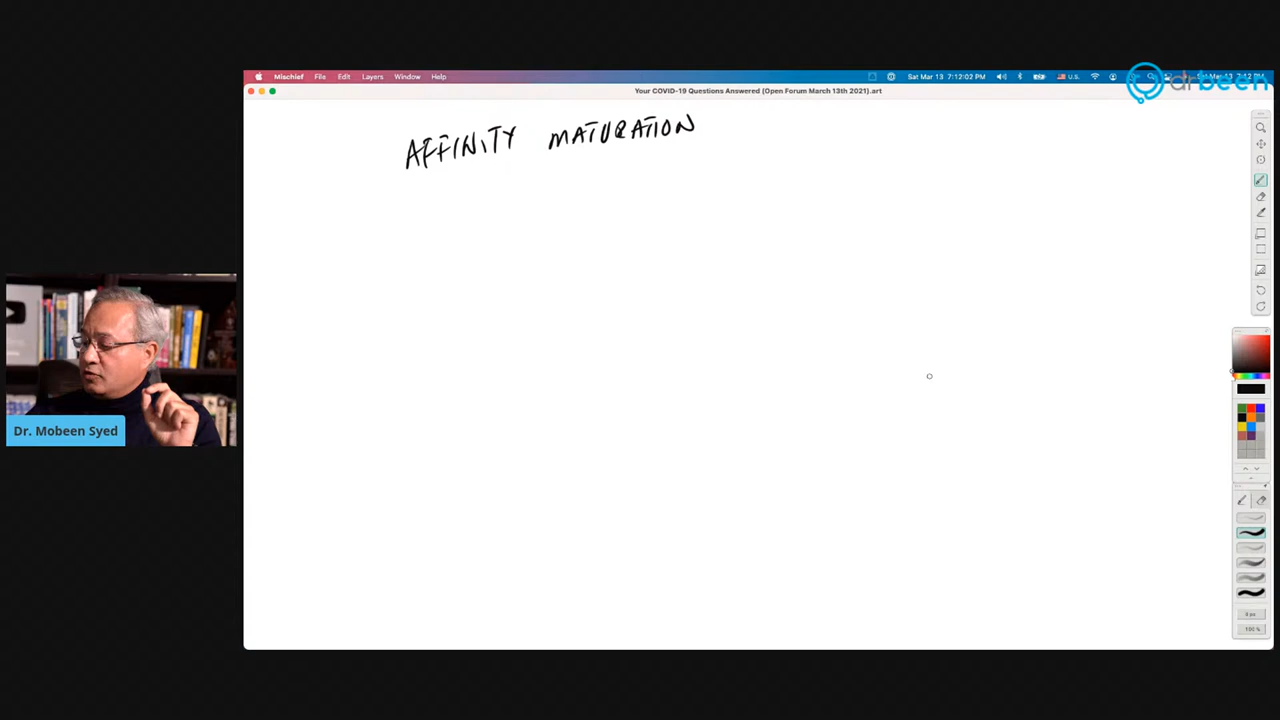 Mischief File Edit Layers Window Help
U.S. Sat Mar 13 7:12:02 PM
drbeen
Your COVID-19 Questions Answered (Open Forum March 13th 2021).art
AFFINITY MATURATION
Dr. Mobeen Syed